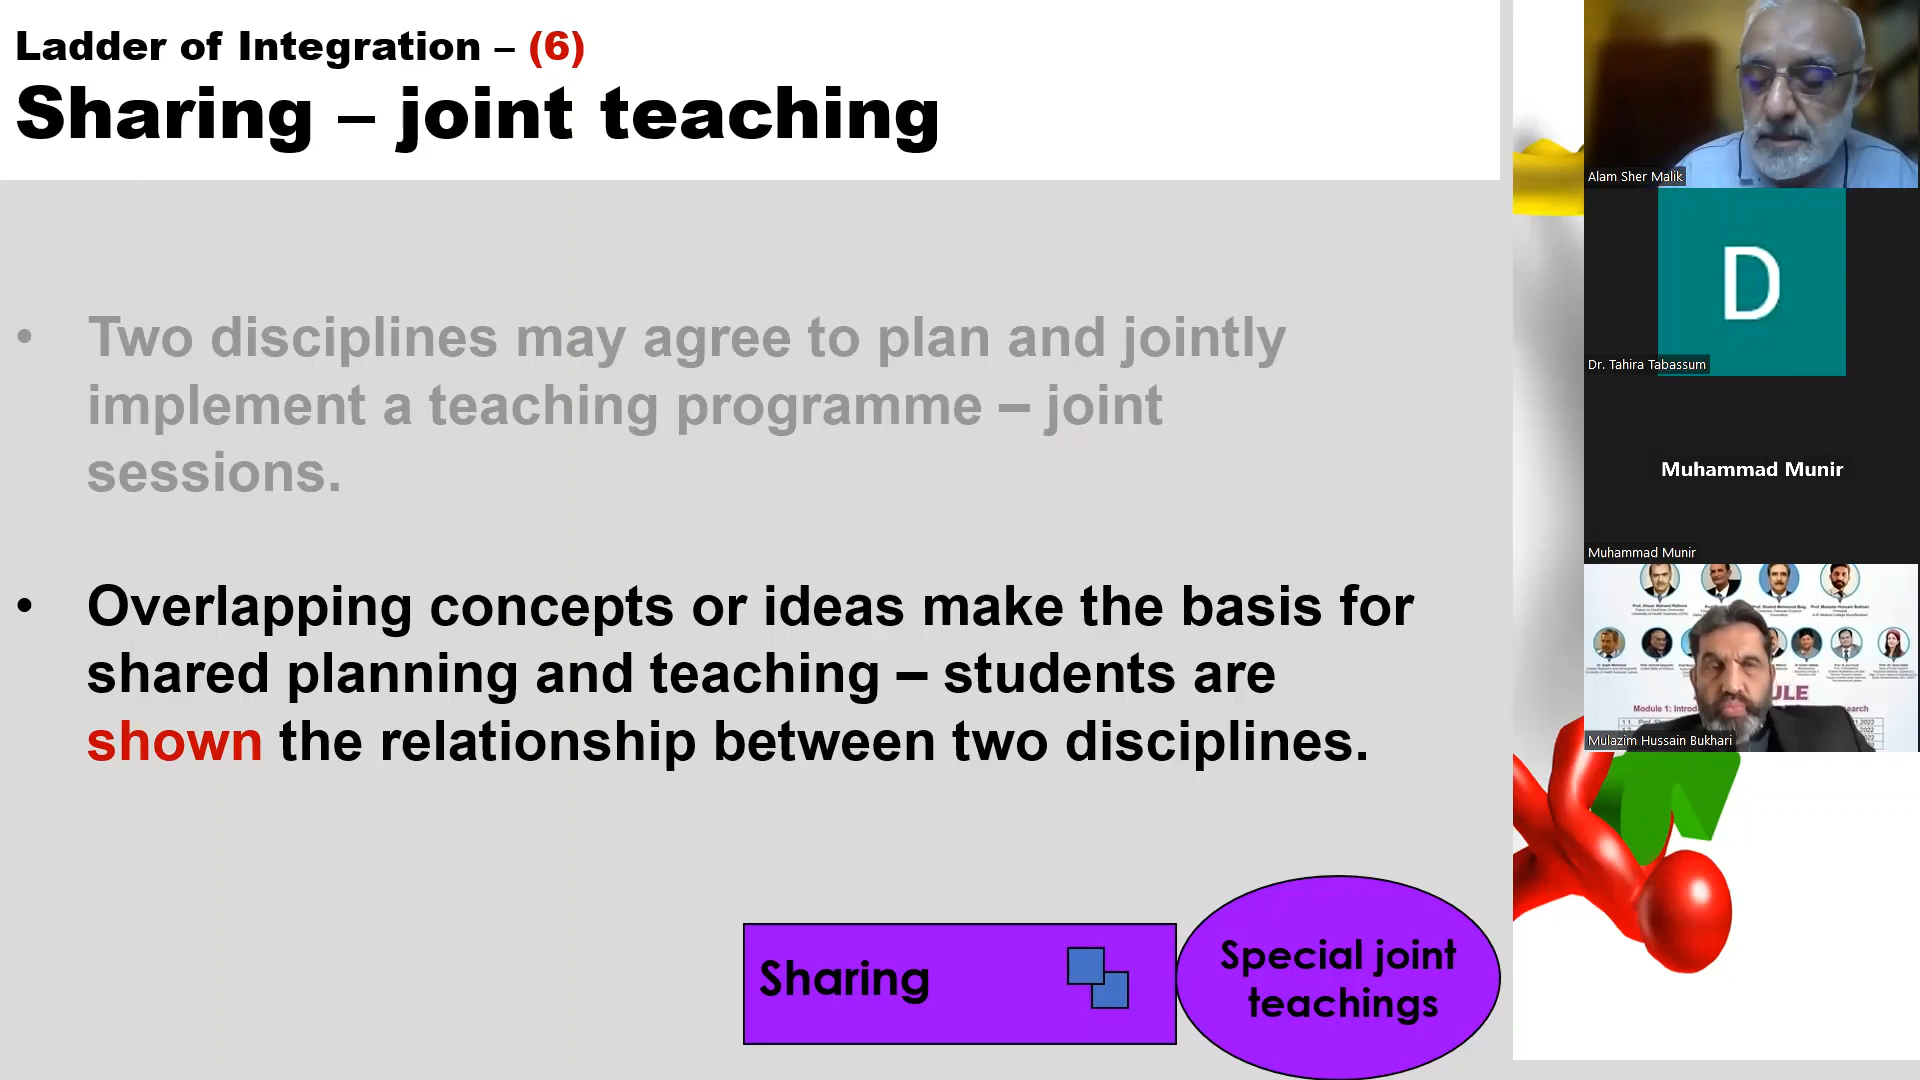 Ladder of Integration – (6)
Sharing – joint teaching
• Two disciplines may agree to plan and jointly
implement a teaching programme – joint
sessions.
• Overlapping concepts or ideas make the basis for
shared planning and teaching – students are
shown the relationship between two disciplines.
Sharing
Special joint
teachings
Alam Sher Malik
D
Dr. Tahira Tabassum
Muhammad Munir
Muhammad Munir
Module 1: Introd
Mulazim Hussain Bukhari